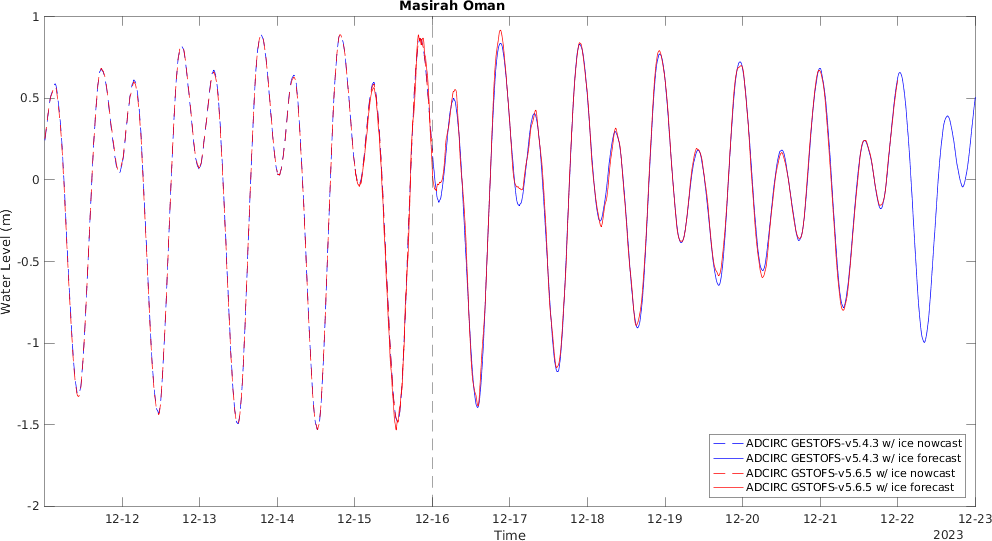 Masirah Oman
1
0.5
0
-0.5
-1
-1.5
-2
Water Level (m)
ADCIRC GESTOFS-v5.4.3 w/ ice nowcast
ADCIRC GESTOFS-v5.4.3 w/ ice forecast
ADCIRC GSTOFS-v5.6.5 w/ ice nowcast
ADCIRC GSTOFS-v5.6.5 w/ ice forecast
12-12 12-13 12-14 12-15 12-16 12-17 12-18 12-19 12-20 12-21 12-22 12-23
Time 2023